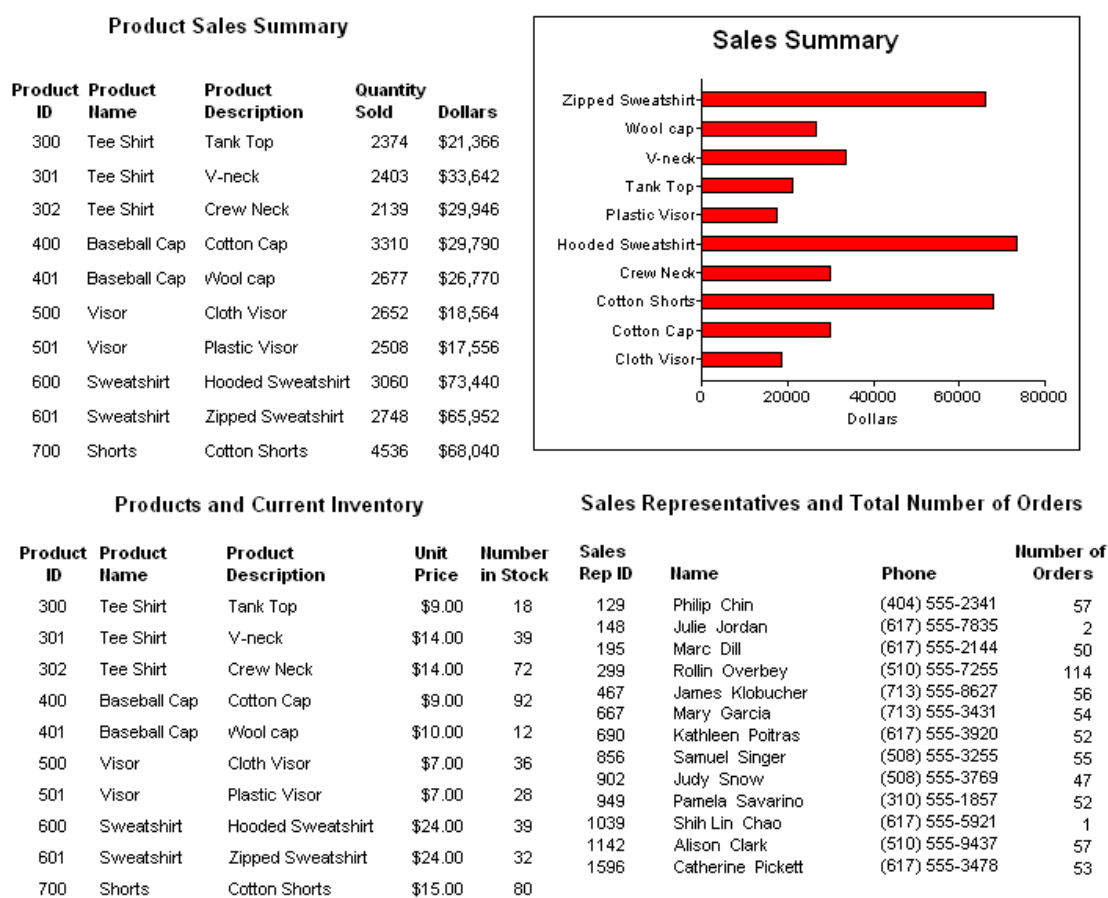 Product Sales Summary
Product Product Product Quantity
ID Name Description Sold Dollars
300 Tee Shirt Tank Top 2374 $21,366
301 Tee Shirt V-neck 2403 $33,642
302 Tee Shirt Crew Neck 2139 $29,946
400 Baseball Cap Cotton Cap 3310 $29,790
401 Baseball Cap Wool cap 2677 $26,770
500 Visor Cloth Visor 2652 $18,564
501 Visor Plastic Visor 2508 $17,556
600 Sweatshirt Hooded Sweatshirt 3060 $73,440
601 Sweatshirt Zipped Sweatshirt 2748 $65,952
700 Shorts Cotton Shorts 4536 $68,040
Sales Summary
Zipped Sweatshirt
Wool cap
V-neck
Tank Top
Plastic Visor
Hooded Sweatshirt
Crew Neck
Cotton Shorts
Cotton Cap
Cloth Visor
0 20000 40000 60000 80000
Dollars
Products and Current Inventory
Product Product Product Unit Number
ID Name Description Price in Stock
300 Tee Shirt Tank Top $9.00 18
301 Tee Shirt V-neck $14.00 39
302 Tee Shirt Crew Neck $14.00 72
400 Baseball Cap Cotton Cap $9.00 92
401 Baseball Cap Wool cap $10.00 12
500 Visor Cloth Visor $7.00 36
501 Visor Plastic Visor $7.00 28
600 Sweatshirt Hooded Sweatshirt $24.00 39
601 Sweatshirt Zipped Sweatshirt $24.00 32
700 Shorts Cotton Shorts $15.00 80
Sales Representatives and Total Number of Orders
Sales Number of
Rep ID Name Phone Orders
129 Philip Chin (404) 555-2341 57
148 Julie Jordan (617) 555-7835 2
195 Marc Dill (617) 555-2144 50
299 Rollin Overbey (510) 555-7255 114
467 James Klobucher (713) 555-8627 56
667 Mary Garcia (713) 555-3431 54
690 Kathleen Poitras (617) 555-3920 52
856 Samuel Singer (508) 555-3255 55
902 Judy Snow (508) 555-3769 47
949 Pamela Savarino (310) 555-1857 52
1039 Shih Lin Chao (617) 555-5921 1
1142 Alison Clark (510) 555-9437 57
1596 Catherine Pickett (617) 555-3478 53